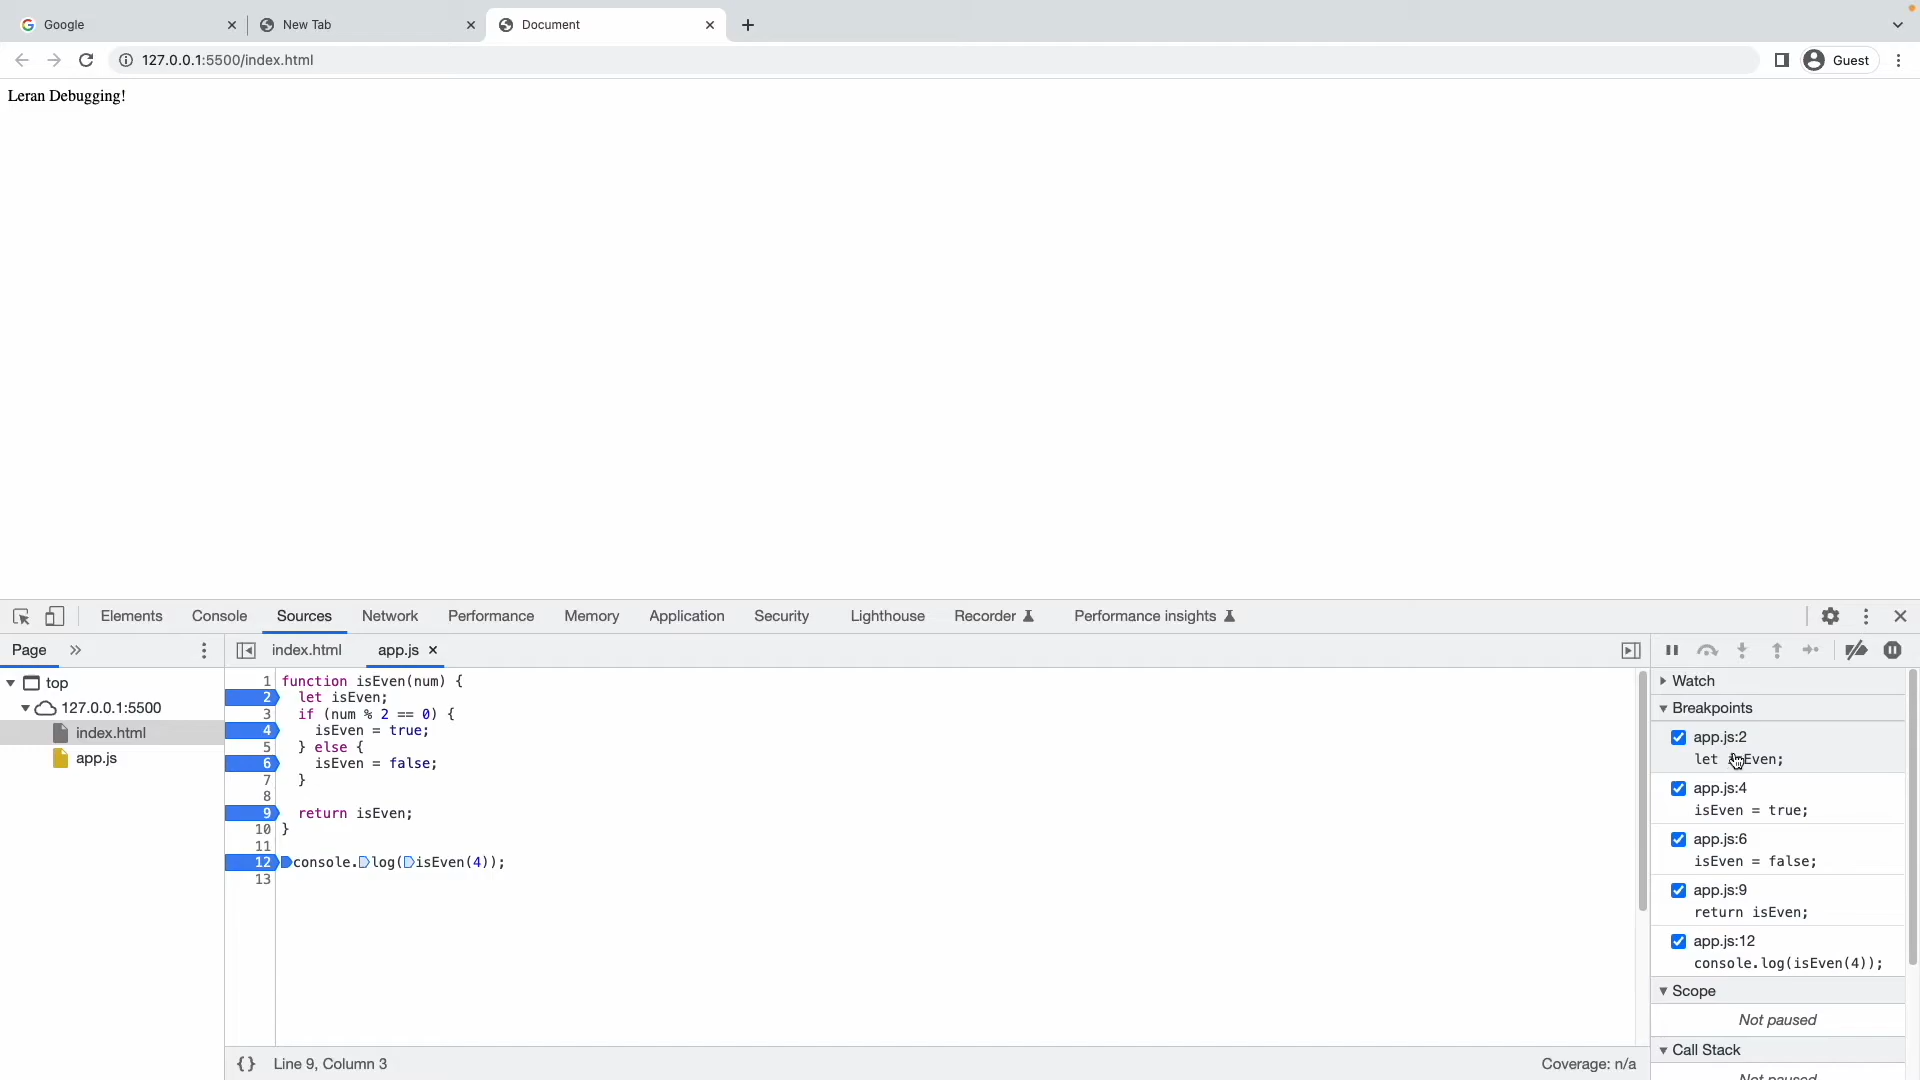 Google
New Tab
Document
127.0.0.1:5500/index.html
Guest
Leran Debugging!
Elements
Console
Sources
Network
Performance
Memory
Application
Security
Lighthouse
Recorder
Performance insights
Page
index.html
app.js
top
127.0.0.1:5500
index.html
app.js
1 function isEven(num) {
2 let isEven;
3 if (num % 2 == 0) {
4 isEven = true;
5 } else {
6 isEven = false;
7 }
8
9 return isEven;
10 }
11
12 console.log(isEven(4));
13
{} Line 9, Column 3
Coverage: n/a
Watch
Breakpoints
app.js:2
let isEven;
app.js:4
isEven = true;
app.js:6
isEven = false;
app.js:9
return isEven;
app.js:12
console.log(isEven(4));
Scope
Not paused
Call Stack
Not paused